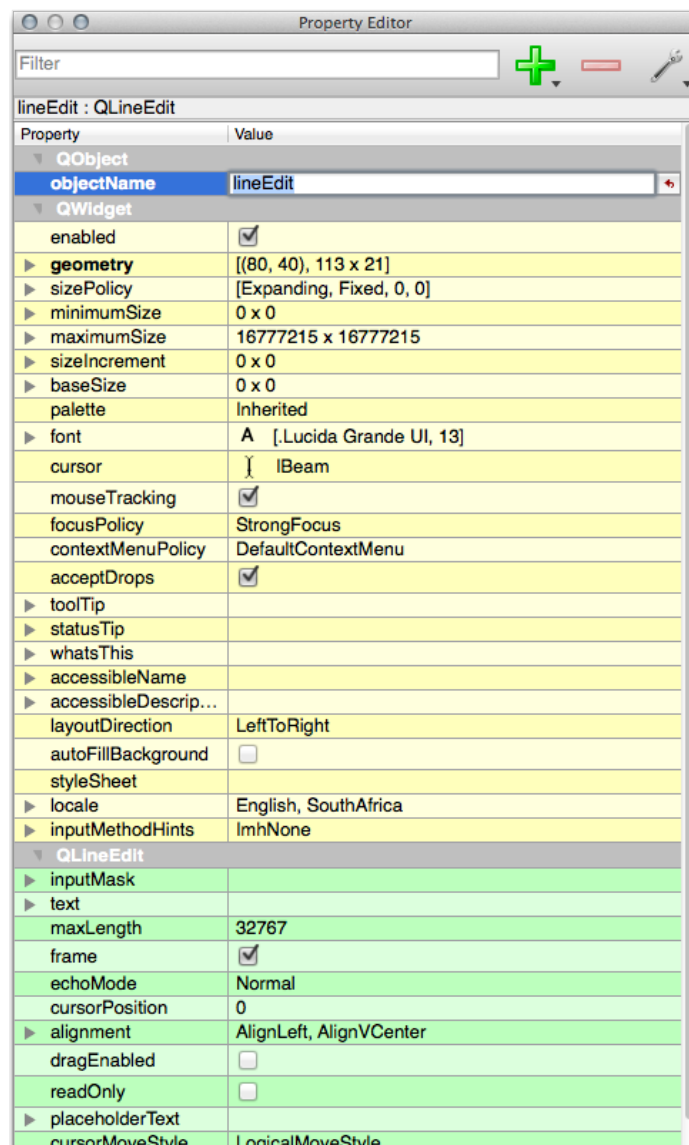 Property Editor
Filter
lineEdit : QLineEdit
Property Value
QObject
objectName lineEdit
QWidget
enabled
geometry [(80, 40), 113 x 21]
sizePolicy [Expanding, Fixed, 0, 0]
minimumSize 0 x 0
maximumSize 16777215 x 16777215
sizeIncrement 0 x 0
baseSize 0 x 0
palette Inherited
font A [.Lucida Grande UI, 13]
cursor IBeam
mouseTracking
focusPolicy StrongFocus
contextMenuPolicy DefaultContextMenu
acceptDrops
toolTip
statusTip
whatsThis
accessibleName
accessibleDescrip...
layoutDirection LeftToRight
autoFillBackground
styleSheet
locale English, SouthAfrica
inputMethodHints ImhNone
QLineEdit
inputMask
text
maxLength 32767
frame
echoMode Normal
cursorPosition 0
alignment AlignLeft, AlignVCenter
dragEnabled
readOnly
placeholderText
cursorMoveStyle LogicalMoveStyle